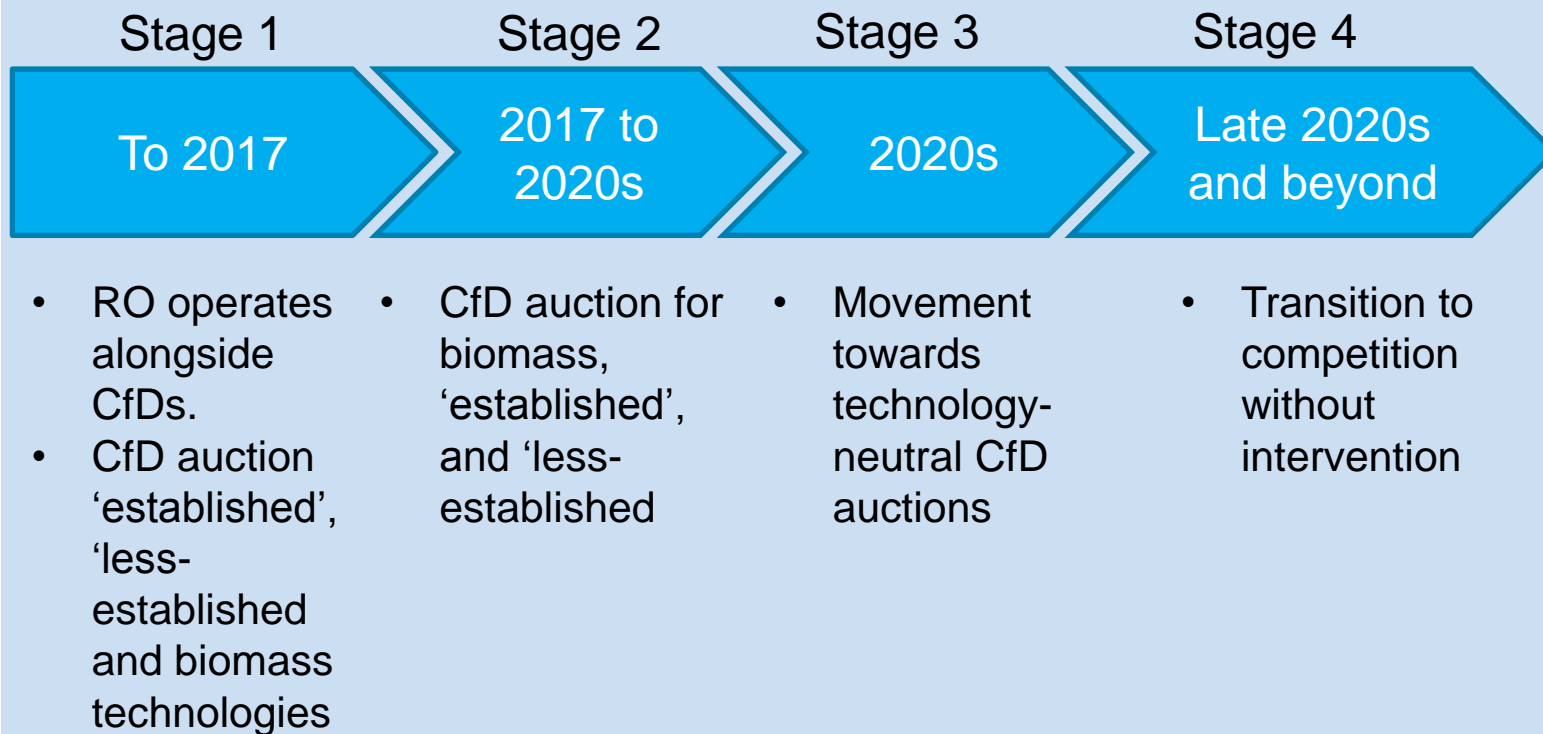 Stage 1
Stage 2
Stage 3
Stage 4
To 2017
2017 to
2020s
2020s
Late 2020s
and beyond
• RO operates
alongside
CfDs.
• CfD auction
‘established’,
‘less-
established
and biomass
technologies
• CfD auction for
biomass,
‘established’,
and ‘less-
established
• Movement
towards
technology-
neutral CfD
auctions
• Transition to
competition
without
intervention